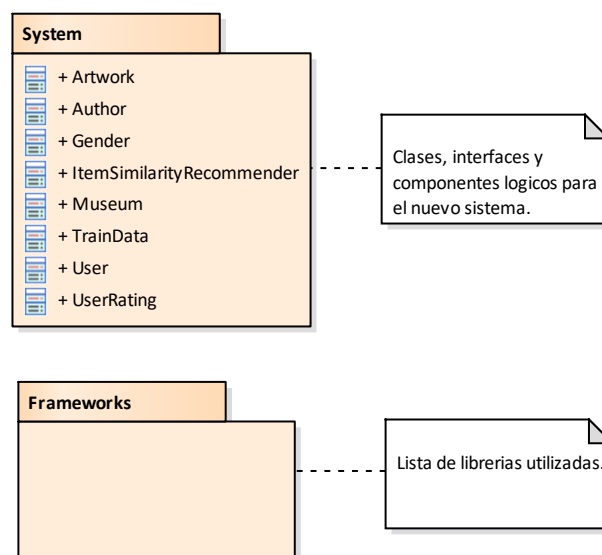 System
+ Artwork
+ Author
+ Gender
+ ItemSimilarityRecommender
+ Museum
+ TrainData
+ User
+ UserRating
Clases, interfaces y
componentes logicos para
el nuevo sistema.
Frameworks
Lista de librerias utilizadas.